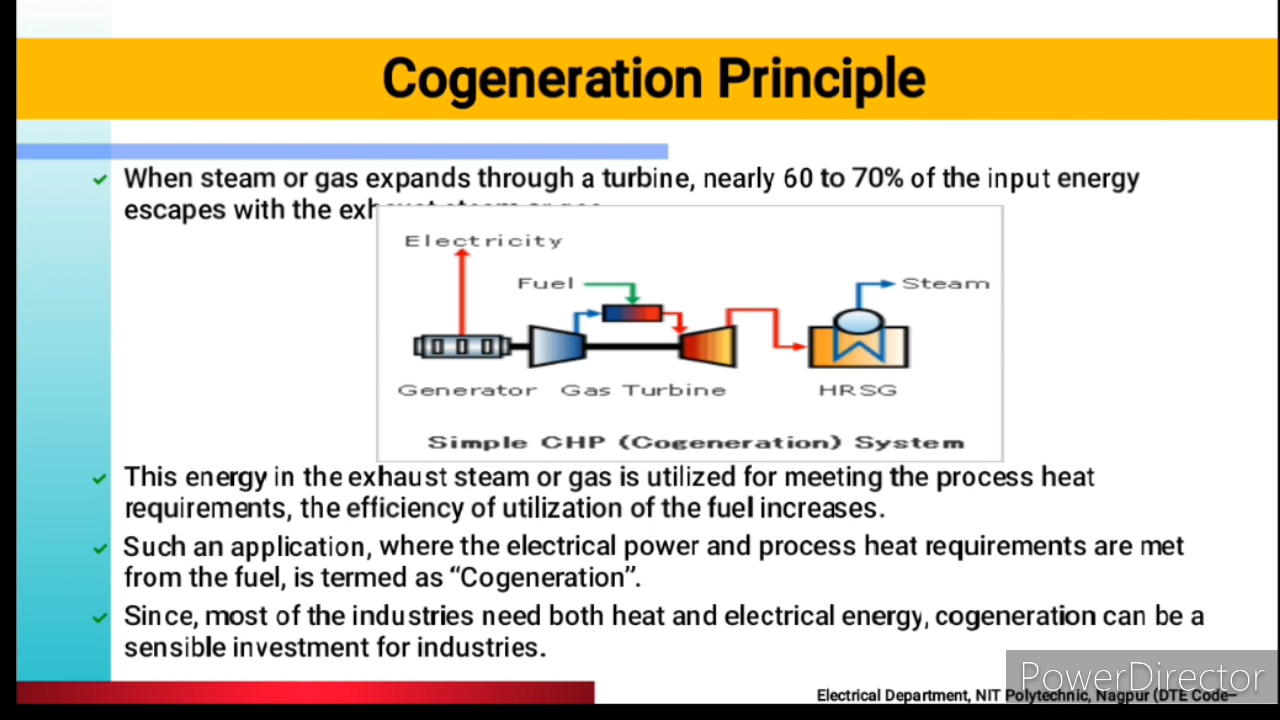 Cogeneration Principle
When steam or gas expands through a turbine, nearly 60 to 70% of the input energy
escapes with the
Electricity
Fuel
Steam
Generator Gas Turbine HRSG
Simple CHP (Cogeneration) System
This energy in the exhaust steam or gas is utilized for meeting the process heat
requirements, the efficiency of utilization of the fuel increases.
Such an application, where the electrical power and process heat requirements are met
from the fuel, is termed as “Cogeneration”.
Since, most of the industries need both heat and electrical energy, cogeneration can be a
sensible investment for industries.
PowerDirector
Electrical Department, NIT Polytechnic, Nagpur (DTE Code–